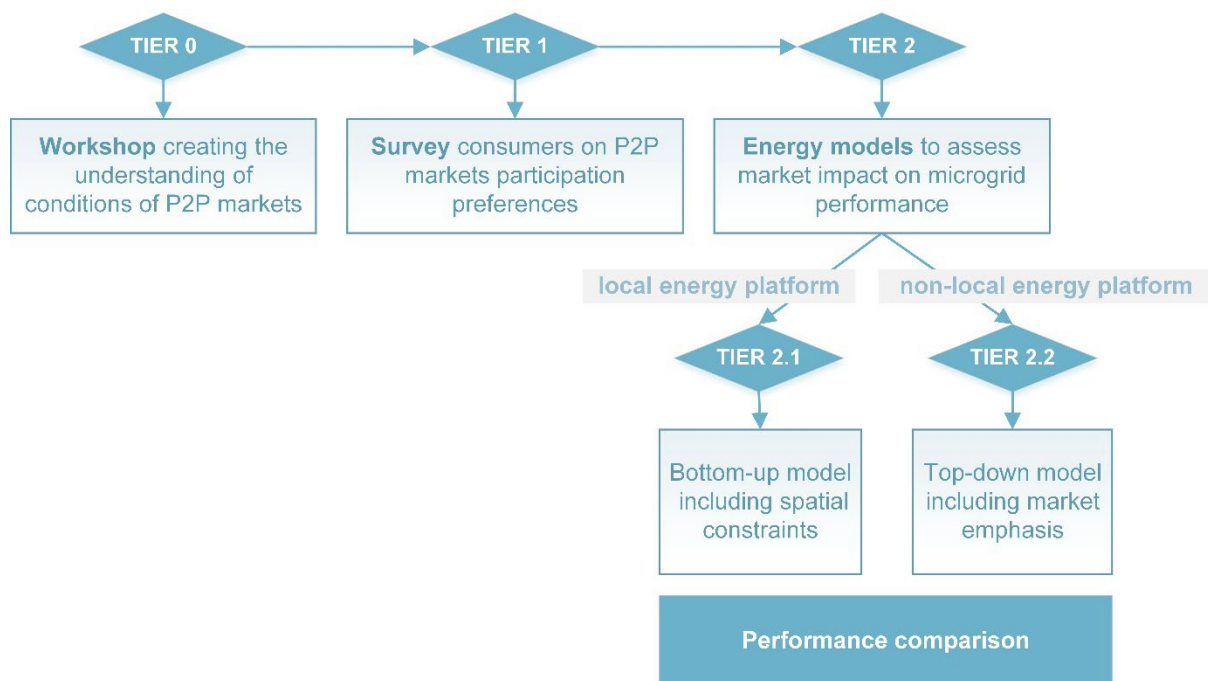 TIER 0
TIER 1
TIER 2
Workshop creating the
understanding of
conditions of P2P markets
Survey consumers on P2P
markets participation
preferences
Energy models to assess
market impact on microgrid
performance
local energy platform
non-local energy platform
TIER 2.1
TIER 2.2
Bottom-up model
including spatial
constraints
Top-down model
including market
emphasis
Performance comparison